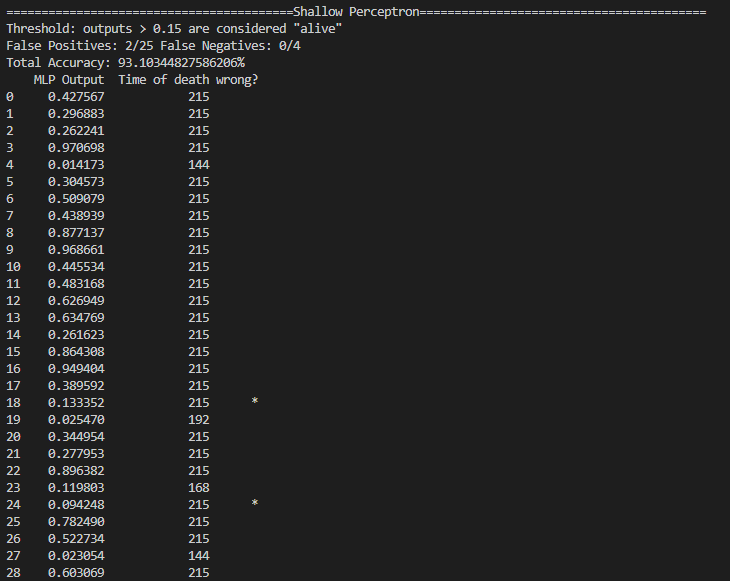 =========================================Shallow Perceptron=========================================
Threshold: outputs > 0.15 are considered "alive"
False Positives: 2/25 False Negatives: 0/4
Total Accuracy: 93.10344827586206%
    MLP Output  Time of death wrong?
0     0.427567            215
1     0.296883            215
2     0.262241            215
3     0.970698            215
4     0.014173            144
5     0.304573            215
6     0.509079            215
7     0.438939            215
8     0.877137            215
9     0.968661            215
10    0.445534            215
11    0.483168            215
12    0.626949            215
13    0.634769            215
14    0.261623            215
15    0.864308            215
16    0.949404            215
17    0.389592            215
18    0.133352            215      *
19    0.025470            192
20    0.344954            215
21    0.277953            215
22    0.896382            215
23    0.119803            168
24    0.094248            215      *
25    0.782490            215
26    0.522734            215
27    0.023054            144
28    0.603069            215